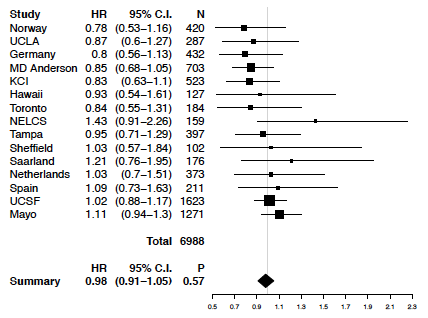 Study HR 95% C.I. N
Norway 0.78 (0.53−1.16) 420
UCLA 0.87 (0.6−1.27) 287
Germany 0.8 (0.56−1.13) 432
MD Anderson 0.85 (0.68−1.05) 703
KCI 0.83 (0.63−1.1) 523
Hawaii 0.93 (0.54−1.61) 127
Toronto 0.84 (0.55−1.31) 184
NELCS 1.43 (0.91−2.26) 159
Tampa 0.95 (0.71−1.29) 397
Sheffield 1.03 (0.57−1.84) 102
Saarland 1.21 (0.76−1.95) 176
Netherlands 1.03 (0.7−1.51) 373
Spain 1.09 (0.73−1.63) 211
UCSF 1.02 (0.88−1.17) 1623
Mayo 1.11 (0.94−1.3) 1271
Total 6988
HR 95% C.I. P
Summary 0.98 (0.91−1.05) 0.57
0.5 0.7 0.9 1.1 1.3 1.5 1.7 1.9 2.1 2.3